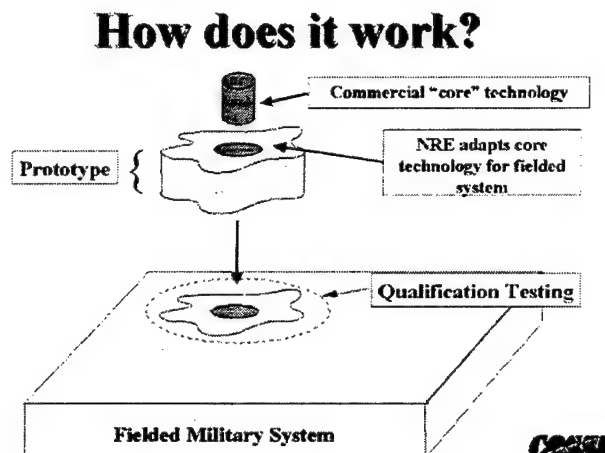 How does it work?
Commercial "core" technology
NRE adapts core
technology for fielded
system
Prototype
Qualification Testing
Fielded Military System